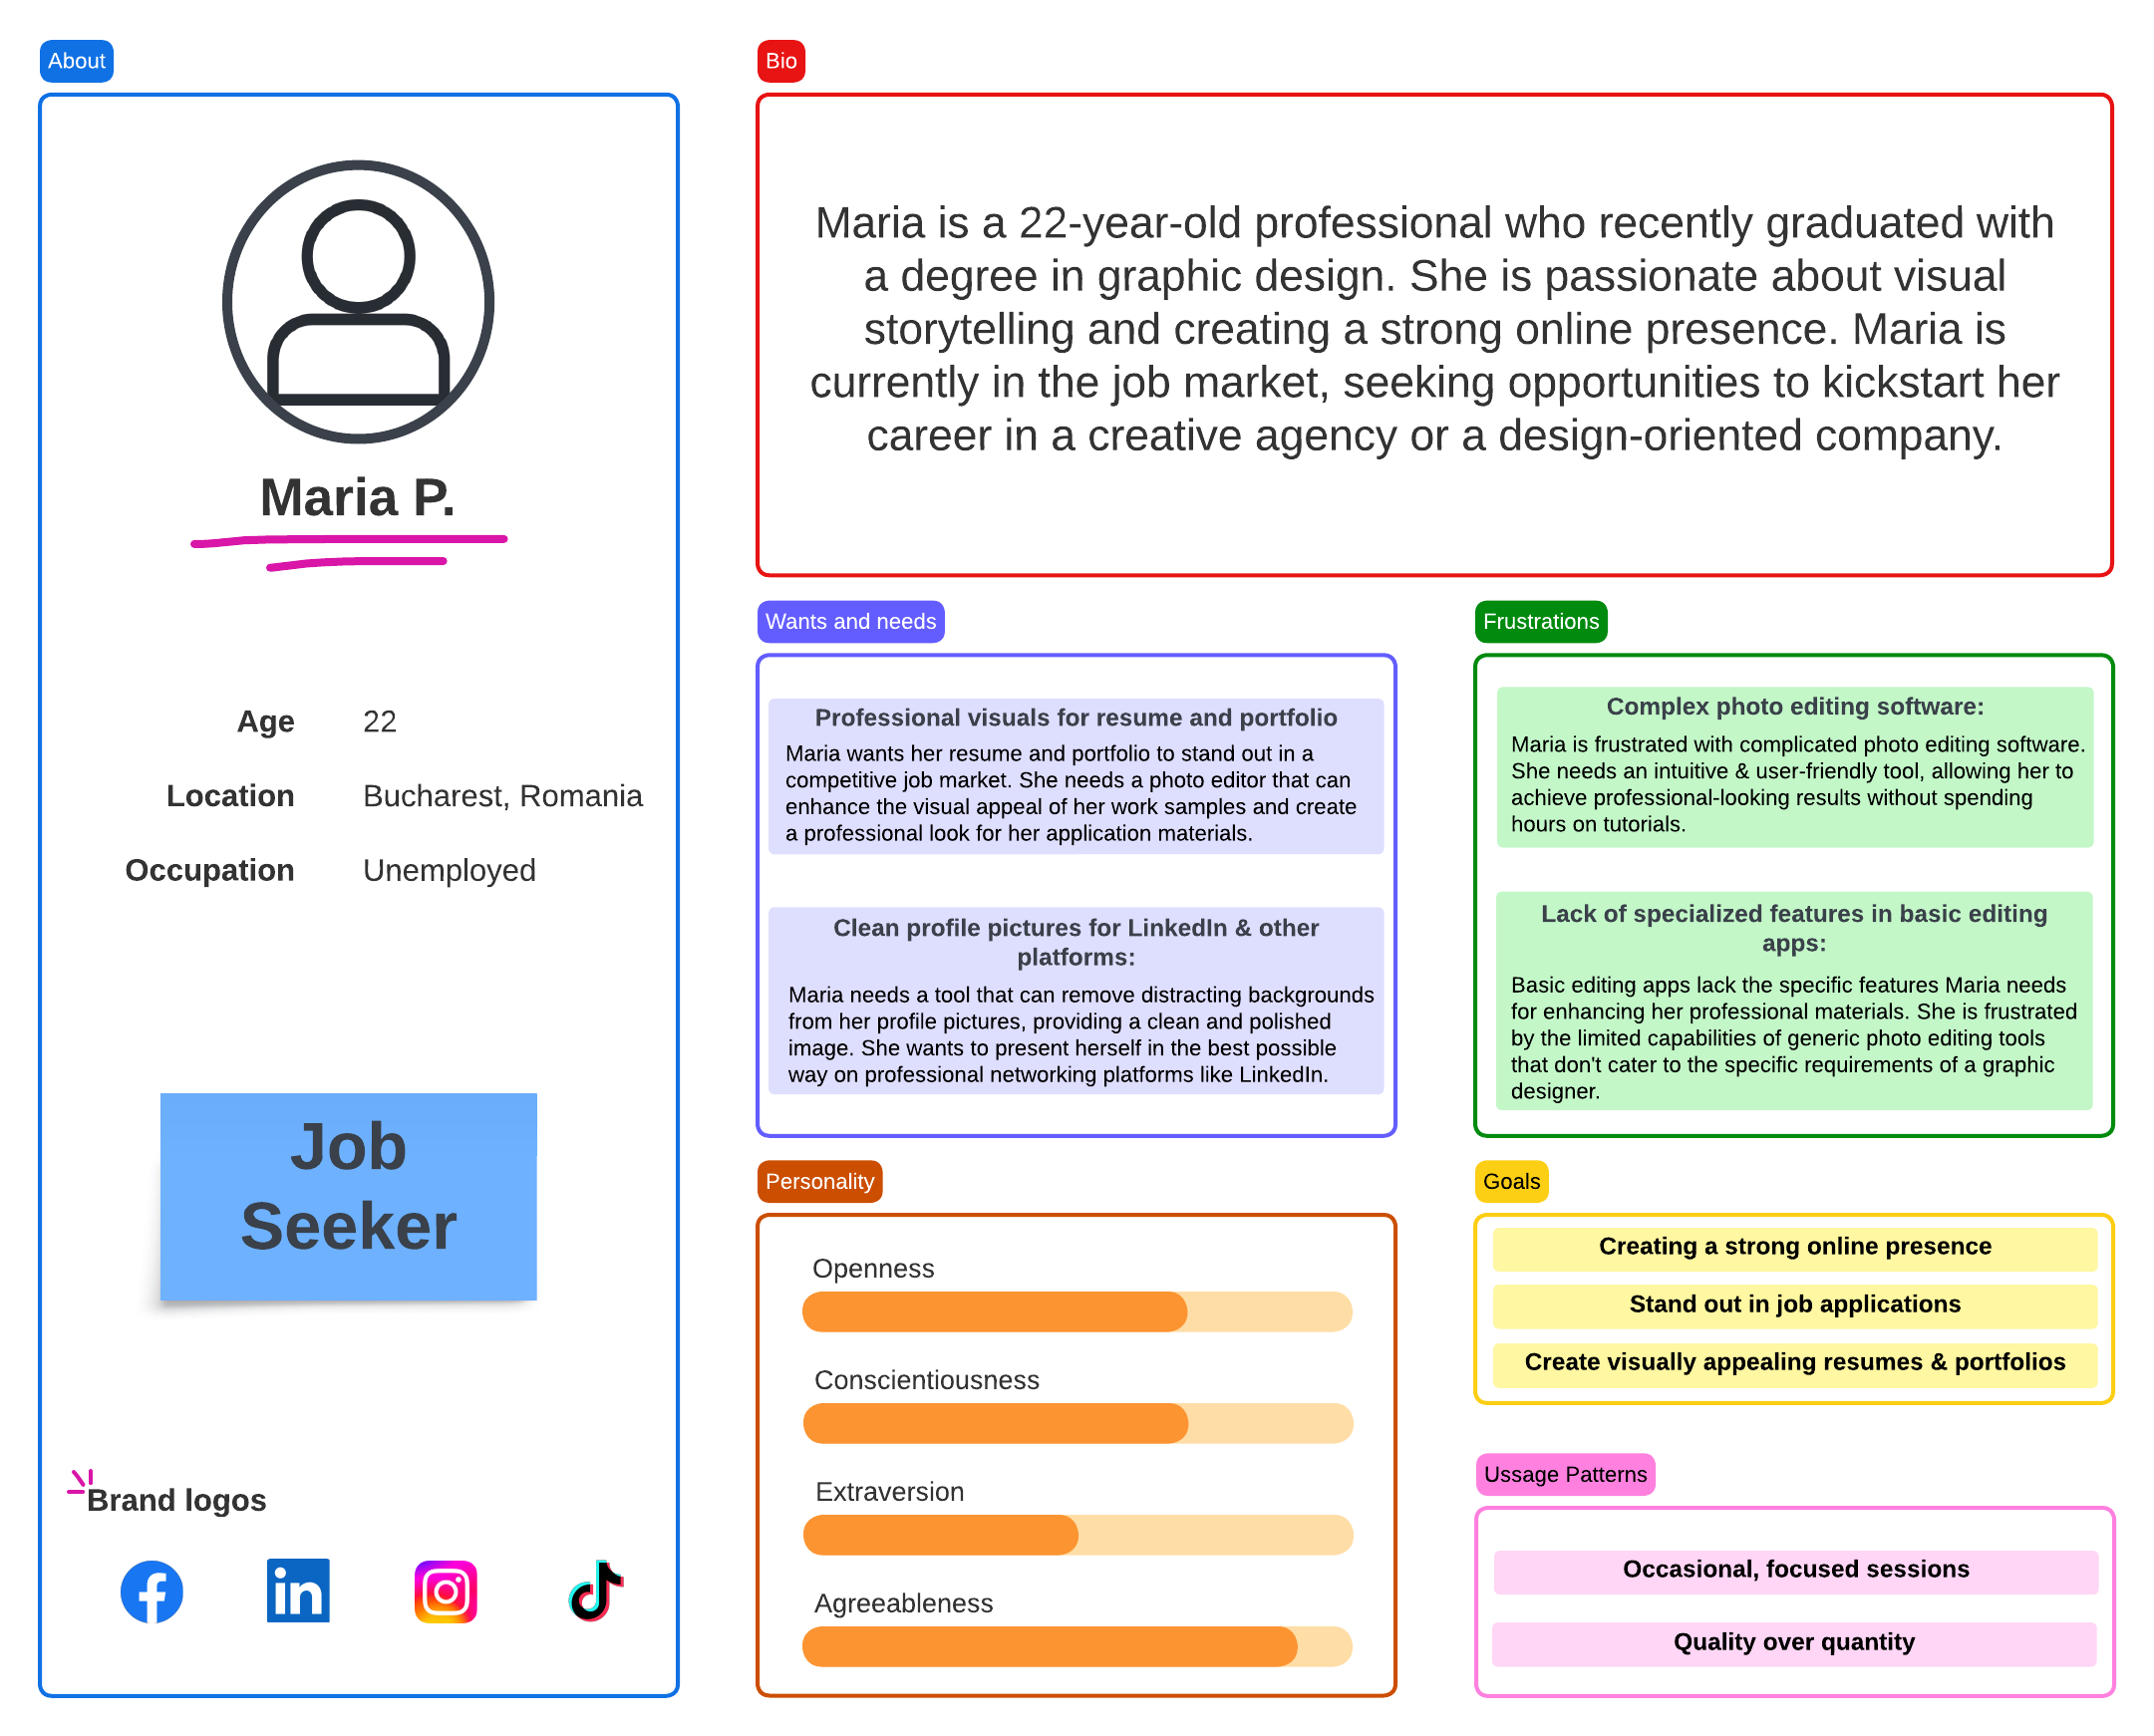 About
Maria P.
Age 22
Location Bucharest, Romania
Occupation Unemployed
Job
Seeker
Brand logos
in
Bio
Maria is a 22-year-old professional who recently graduated with
a degree in graphic design. She is passionate about visual
storytelling and creating a strong online presence. Maria is
currently in the job market, seeking opportunities to kickstart her
career in a creative agency or a design-oriented company.
Wants and needs
Professional visuals for resume and portfolio
Maria wants her resume and portfolio to stand out in a
competitive job market. She needs a photo editor that can
enhance the visual appeal of her work samples and create
a professional look for her application materials.
Clean profile pictures for LinkedIn & other
platforms:
Maria needs a tool that can remove distracting backgrounds
from her profile pictures, providing a clean and polished
image. She wants to present herself in the best possible
way on professional networking platforms like LinkedIn.
Frustrations
Complex photo editing software:
Maria is frustrated with complicated photo editing software.
She needs an intuitive & user-friendly tool, allowing her to
achieve professional-looking results without spending
hours on tutorials.
Lack of specialized features in basic editing
apps:
Basic editing apps lack the specific features Maria needs
for enhancing her professional materials. She is frustrated
by the limited capabilities of generic photo editing tools
that don't cater to the specific requirements of a graphic
designer.
Personality
Openness
Conscientiousness
Extraversion
Agreeableness
Goals
Creating a strong online presence
Stand out in job applications
Create visually appealing resumes & portfolios
Ussage Patterns
Occasional, focused sessions
Quality over quantity